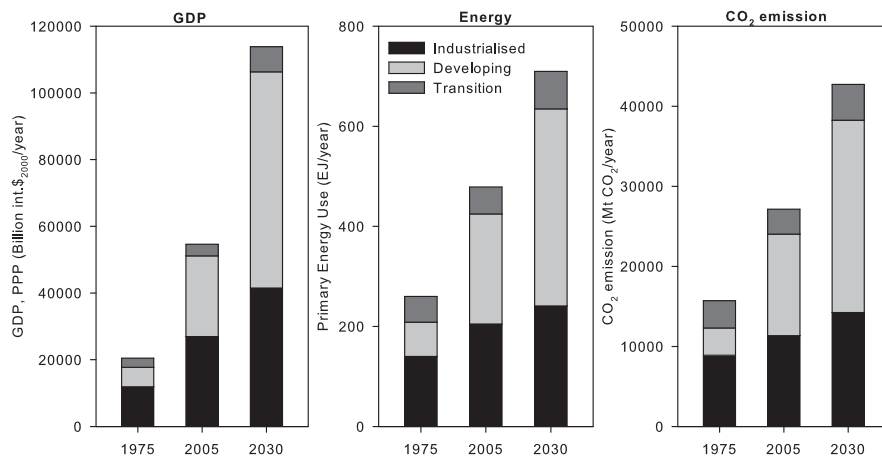 GDP
Energy
CO₂ emission
GDP, PPP (Billion int.$₂₀₀₀/year)
120000
100000
80000
60000
40000
20000
0
1975 2005 2030
Primary Energy Use (EJ/year)
800
600
400
200
0
Industrialised
Developing
Transition
1975 2005 2030
CO₂ emission (Mt CO₂/year)
50000
40000
30000
20000
10000
0
1975 2005 2030